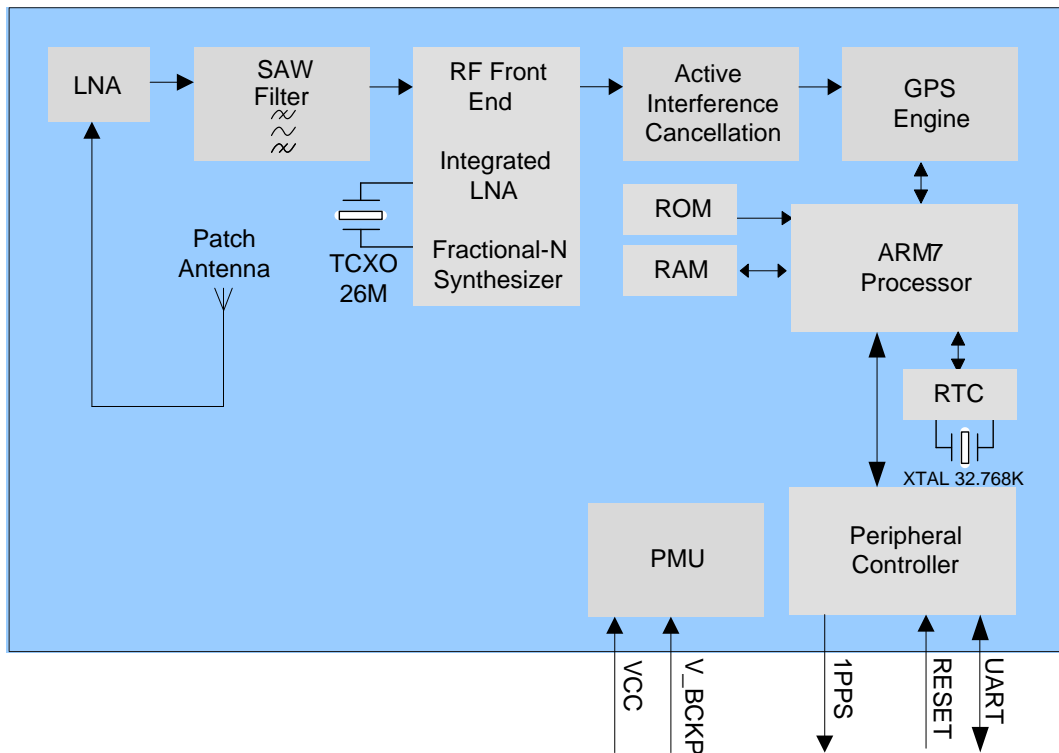 LNA
SAW
Filter
RF Front
End
Integrated
LNA
Fractional-N
Synthesizer
Active
Interference
Cancellation
GPS
Engine
ROM
RAM
ARM7
Processor
Patch
Antenna
TCXO
26M
RTC
XTAL 32.768K
PMU
Peripheral
Controller
VCC
V_BCKP
1PPS
RESET
UART